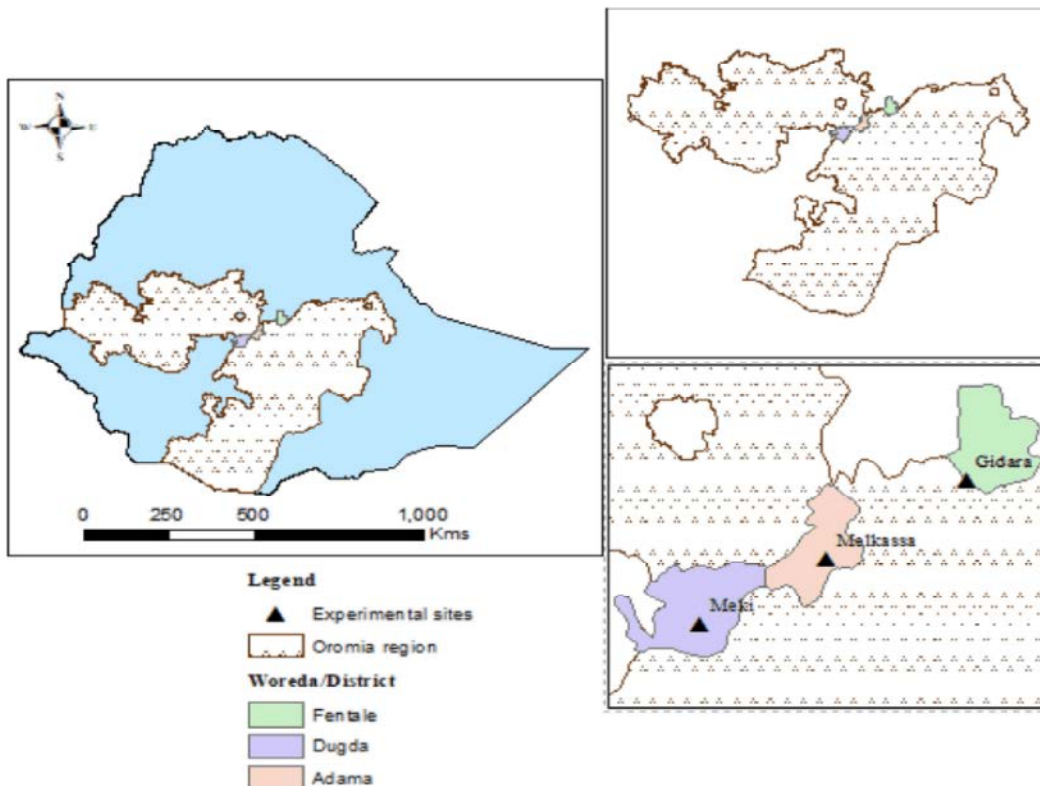 N
W E
S
0 250 500 1,000
Kms
Legend
Experimental sites
Oromia region
Woreda/District
Fentale
Dugda
Adama
Gidara
Melkassa
Meki